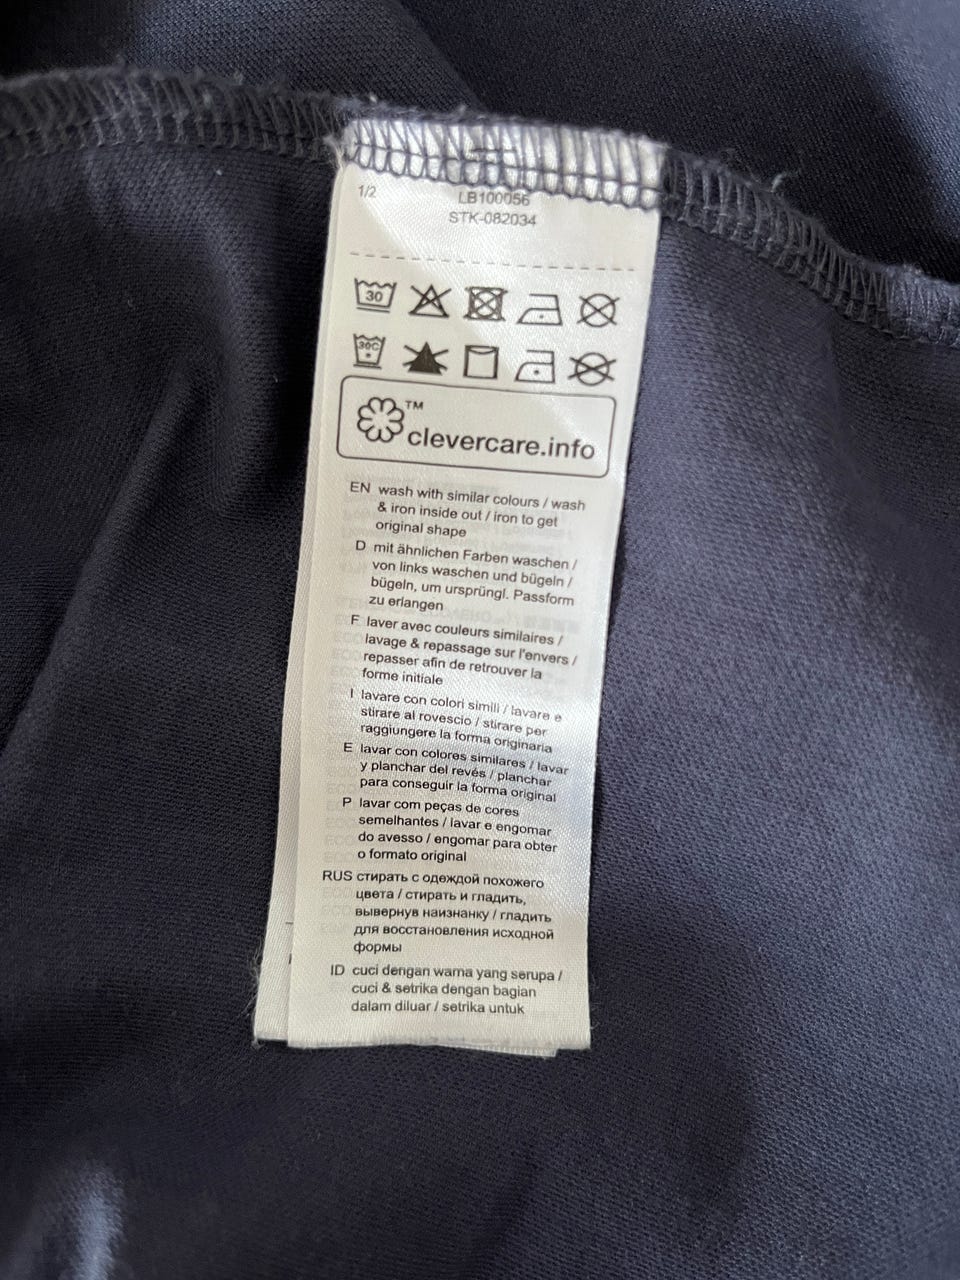 1/2
LB100056
STK-082034
30
30C
TM
clevercare.info
EN wash with similar colours / wash
& iron inside out / iron to get
original shape
D mit ähnlichen Farben waschen /
von links waschen und bügeln /
bügeln, um ursprüngl. Passform
zu erlangen
F laver avec couleurs similaires /
lavage & repassage sur l'envers /
repasser afin de retrouver la
forme initiale
I lavare con colori simili / lavare e
stirare al rovescio / stirare per
raggiungere la forma originaria
E lavar con colores similares / lavar
y planchar del revés / planchar
para conseguir la forma original
P lavar com peças de cores
semelhantes / lavar e engomar
do avesso / engomar para obter
o formato original
RUS стирать с одеждой похожего
цвета / стирать и гладить,
вывернув наизнанку / гладить
для восстановления исходной
формы
ID cuci dengan warna yang serupa /
cuci & setrika dengan bagian
dalam diluar / setrika untuk